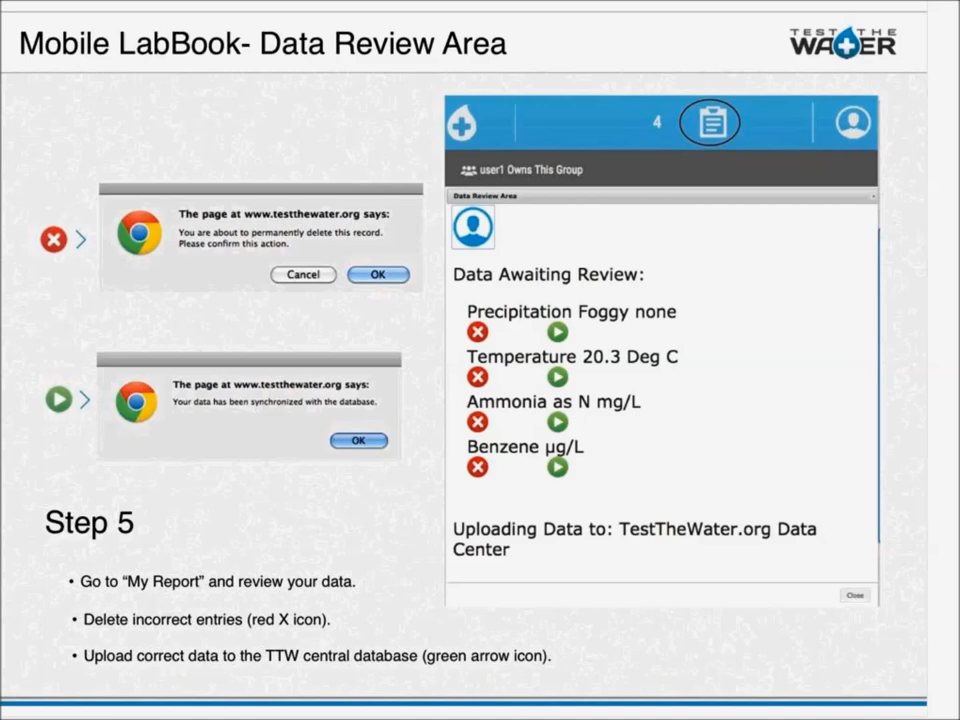 Mobile LabBook- Data Review Area
TEST THE
WATER
4
user1 Owns This Group
Data Review Area
Data Awaiting Review:
Precipitation Foggy none
Temperature 20.3 Deg C
Ammonia as N mg/L
Benzene µg/L
Uploading Data to: TestTheWater.org Data
Center
Close
The page at www.testthewater.org says:
You are about to permanently delete this record.
Please confirm this action.
Cancel
OK
The page at www.testthewater.org says:
Your data has been synchronized with the database.
OK
Step 5
• Go to “My Report” and review your data.
• Delete incorrect entries (red X icon).
• Upload correct data to the TTW central database (green arrow icon).